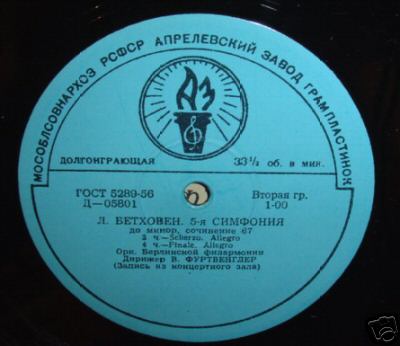 МОСОБЛСОВНАРХОЗ РСФСР АПРЕЛЕВСКИЙ ЗАВОД ГРАМПЛАСТИНОК
АЗ
ДОЛГОИГРАЮЩАЯ 33⅓ об. в мин.
ГОСТ 5289-56 Вторая гр.
Д—05801 1-00
Л. БЕТХОВЕН. 5-я СИМФОНИЯ
до минор, сочинение 67
3 ч.—Scherzo. Allegro
4 ч.—Finale. Allegro
Орк. Берлинской филармонии
Дирижер В. ФУРТВЕНГЛЕР
(Запись из концертного зала)